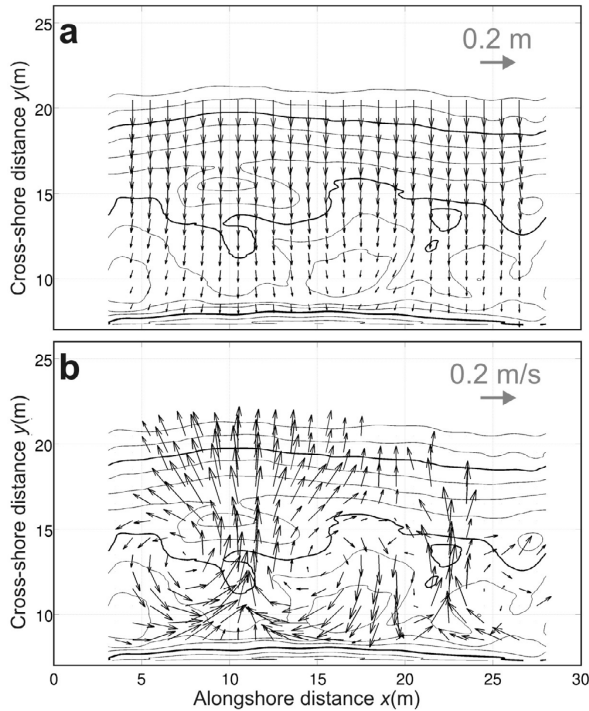 a
0.2 m
25
20
15
10
Cross-shore distance y(m)
b
0.2 m/s
25
20
15
10
Cross-shore distance y(m)
0 5 10 15 20 25 30
Alongshore distance x(m)